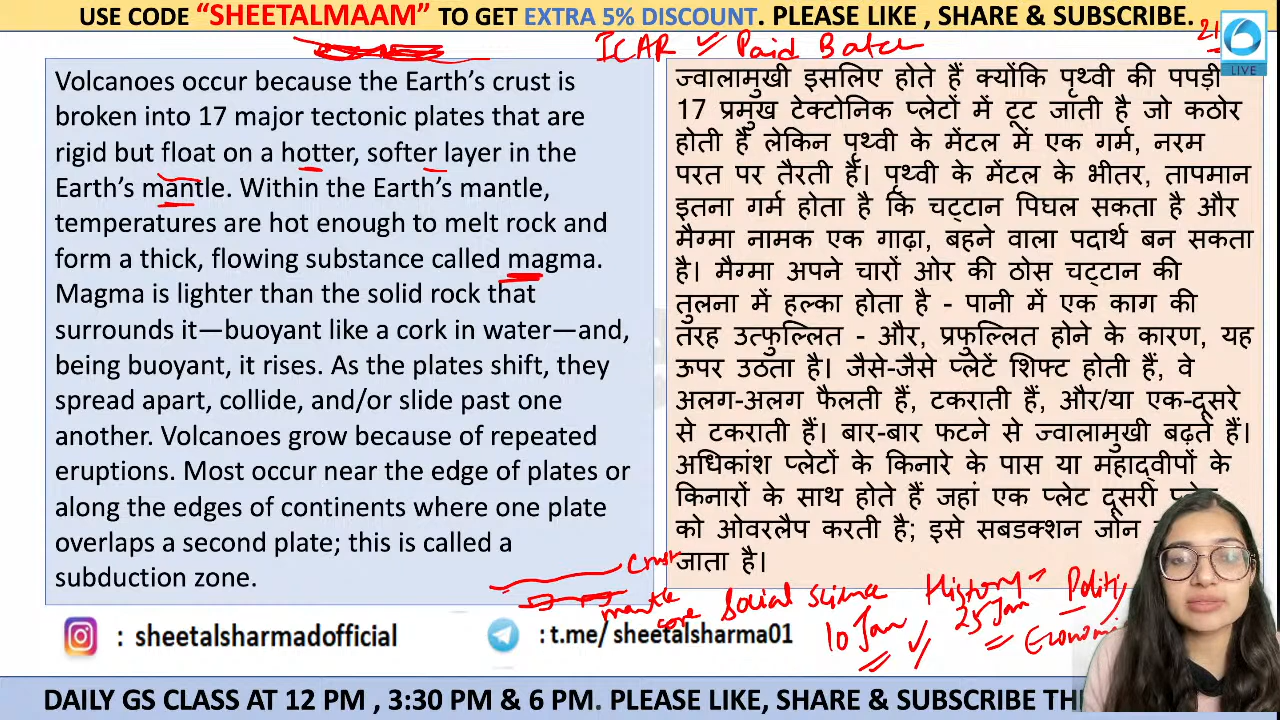 USE CODE “SHEETALMAAM” TO GET EXTRA 5% DISCOUNT. PLEASE LIKE , SHARE & SUBSCRIBE.
ICAR Paid Batch
21
LIVE
Volcanoes occur because the Earth’s crust is
broken into 17 major tectonic plates that are
rigid but float on a hotter, softer layer in the
Earth’s mantle. Within the Earth’s mantle,
temperatures are hot enough to melt rock and
form a thick, flowing substance called magma.
Magma is lighter than the solid rock that
surrounds it—buoyant like a cork in water—and,
being buoyant, it rises. As the plates shift, they
spread apart, collide, and/or slide past one
another. Volcanoes grow because of repeated
eruptions. Most occur near the edge of plates or
along the edges of continents where one plate
overlaps a second plate; this is called a
subduction zone.
ज्वालामुखी इसलिए होते हैं क्योंकि पृथ्वी की पपड़ी
17 प्रमुख टेक्टोनिक प्लेटों में टूट जाती है जो कठोर
होती हैं लेकिन पृथ्वी के मेंटल में एक गर्म, नरम
परत पर तैरती हैं। पृथ्वी के मेंटल के भीतर, तापमान
इतना गर्म होता है कि चट्टान पिघल सकता है और
मैग्मा नामक एक गाढ़ा, बहने वाला पदार्थ बन सकता
है। मैग्मा अपने चारों ओर की ठोस चट्टान की
तुलना में हल्का होता है - पानी में एक काग की
तरह उत्फुल्लित - और, प्रफुल्लित होने के कारण, यह
ऊपर उठता है। जैसे-जैसे प्लेटें शिफ्ट होती हैं, वे
अलग-अलग फैलती हैं, टकराती हैं, और/या एक-दूसरे
से टकराती हैं। बार-बार फटने से ज्वालामुखी बढ़ते हैं।
अधिकांश प्लेटों के किनारे के पास या महाद्वीपों के
किनारों के साथ होते हैं जहां एक प्लेट दूसरी
को ओवरलैप करती है; इसे सबडक्शन जोन
जाता है।
crust
mantle
core
Social science
10 Jan
History
25 Jan
Polity
: sheetalsharmadofficial
: t.me/ sheetalsharma01
DAILY GS CLASS AT 12 PM , 3:30 PM & 6 PM. PLEASE LIKE, SHARE & SUBSCRIBE